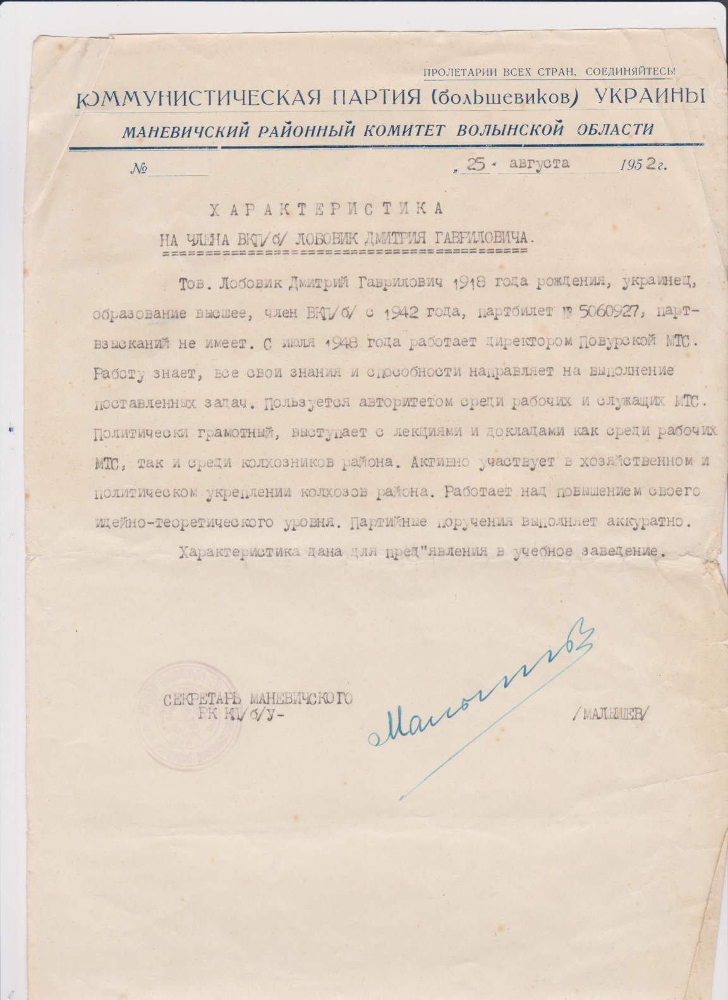 ПРОЛЕТАРИИ ВСЕХ СТРАН, СОЕДИНЯЙТЕСЬ!
КОММУНИСТИЧЕСКАЯ ПАРТИЯ (большевиков) УКРАИНЫ
МАНЕВИЧСКИЙ РАЙОННЫЙ КОМИТЕТ ВОЛЫНСКОЙ ОБЛАСТИ
№ „ 25 “ августа 1952 г.
ХАРАКТЕРИСТИКА
НА ЧЛЕНА ВКП/б/ ЛОБОВИК ДМИТРИЯ ГАВРИЛОВИЧА.
Тов. Лобовик Дмитрий Гаврилович 1918 года рождения, украинец,
образование высшее, член ВКП/б/ с 1942 года, партбилет № 5060927, парт-
взысканий не имеет. С июля 1948 года работает директором Повурской МТС.
Работу знает, все свои знания и способности направляет на выполнение
поставленных задач. Пользуется авторитетом среди рабочих и служащих МТС.
Политически грамотный, выступает с лекциями и докладами как среди рабочих
МТС, так и среди колхозников района. Активно участвует в хозяйственном и
политическом укреплении колхозов района. Работает над повышением своего
идейно-теоретического уровня. Партийные поручения выполняет аккуратно.
Характеристика дана для пред"явления в учебное заведение.
СЕКРЕТАРЬ МАНЕВИЧСКОГО
РК КП/б/У- /МАЛЫШЕВ/